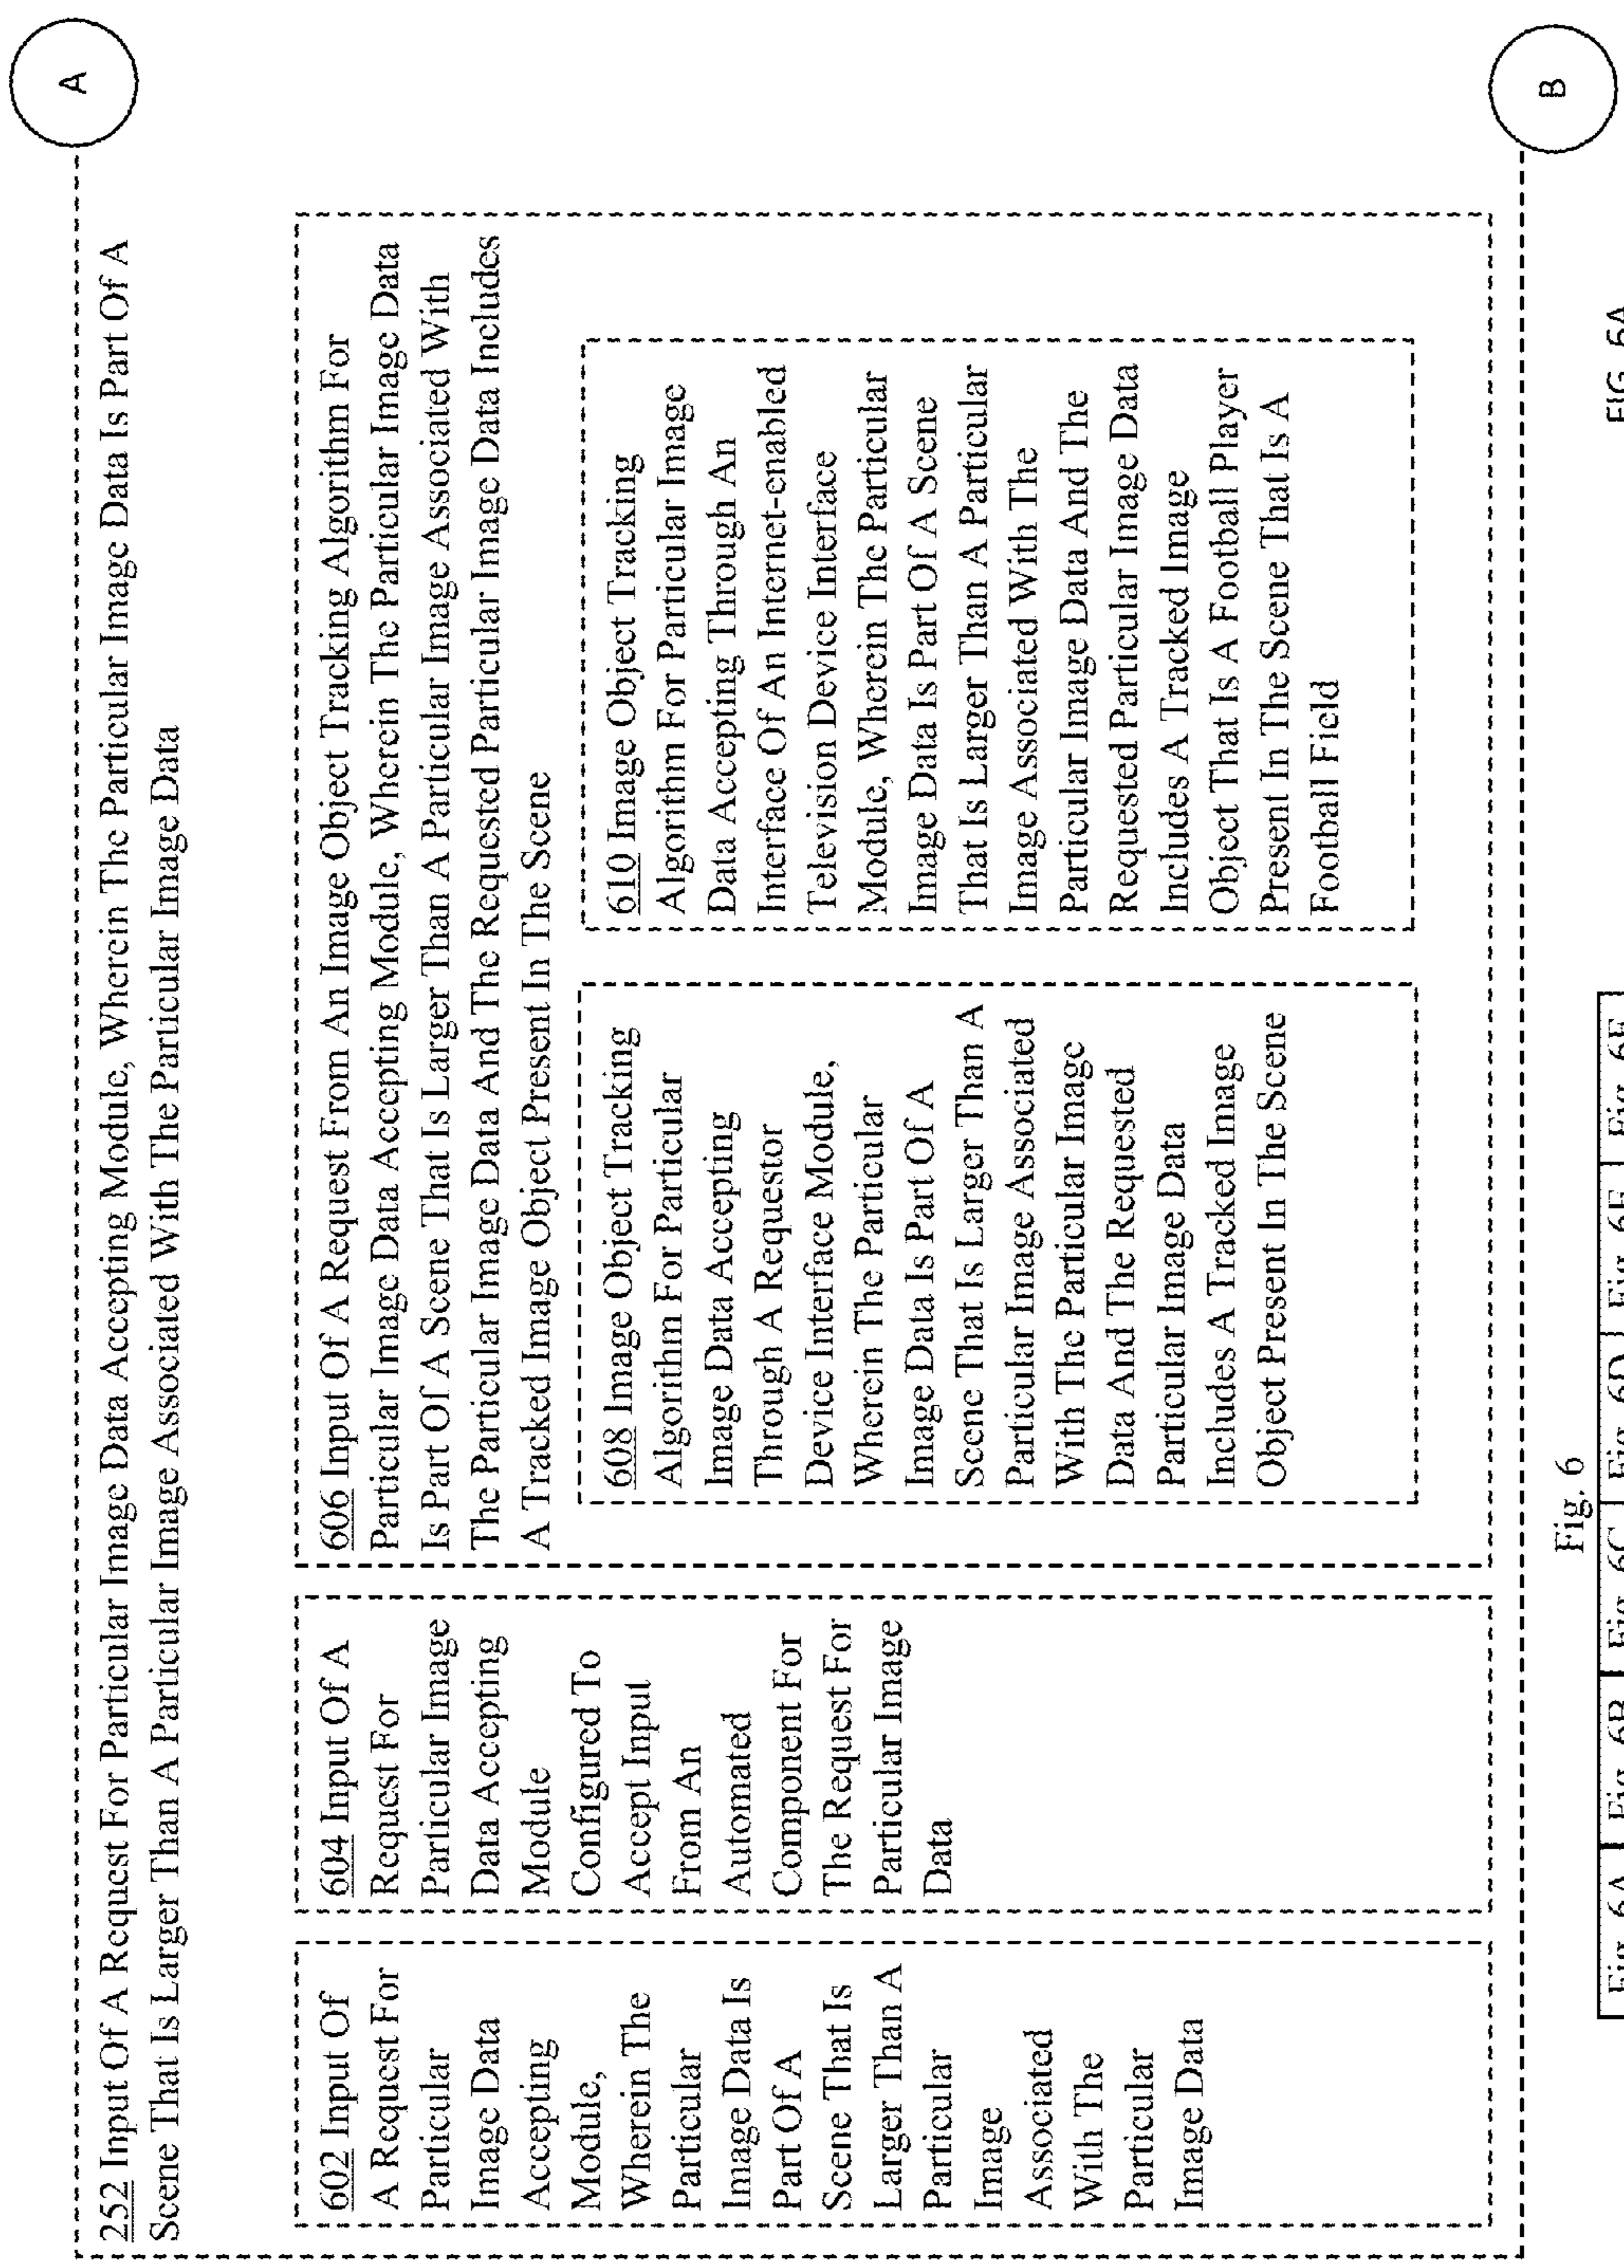 252 Input Of A Request For Particular Image Data Accepting Module, Wherein The Particular Image Data Is Part Of A
Scene That Is Larger Than A Particular Image Associated With The Particular Image Data
A
602 Input Of
A Request For
Particular
Image Data
Accepting
Module,
Wherein The
Particular
Image Data Is
Part Of A
Scene That Is
Larger Than A
Particular
Image
Associated
With The
Particular
Image Data
604 Input Of A
Request For
Particular Image
Data Accepting
Module
Configured To
Accept Input
From An
Automated
Component For
The Request For
Particular Image
Data
606 Input Of A Request From An Image Object Tracking Algorithm For
Particular Image Data Accepting Module, Wherein The Particular Image Data
Is Part Of A Scene That Is Larger Than A Particular Image Associated With
The Particular Image Data And The Requested Particular Image Data Includes
A Tracked Image Object Present In The Scene
608 Image Object Tracking
Algorithm For Particular
Image Data Accepting
Through A Requestor
Device Interface Module,
Wherein The Particular
Image Data Is Part Of A
Scene That Is Larger Than A
Particular Image Associated
With The Particular Image
Data And The Requested
Particular Image Data
Includes A Tracked Image
Object Present In The Scene
610 Image Object Tracking
Algorithm For Particular Image
Data Accepting Through An
Interface Of An Internet-enabled
Television Device Interface
Module, Wherein The Particular
Image Data Is Part Of A Scene
That Is Larger Than A Particular
Image Associated With The
Particular Image Data And The
Requested Particular Image Data
Includes A Tracked Image
Object That Is A Football Player
Present In The Scene That Is A
Football Field
B
Fig. 6
Fig. 6A Fig. 6B Fig. 6C Fig. 6D Fig. 6E Fig. 6F
FIG. 6A